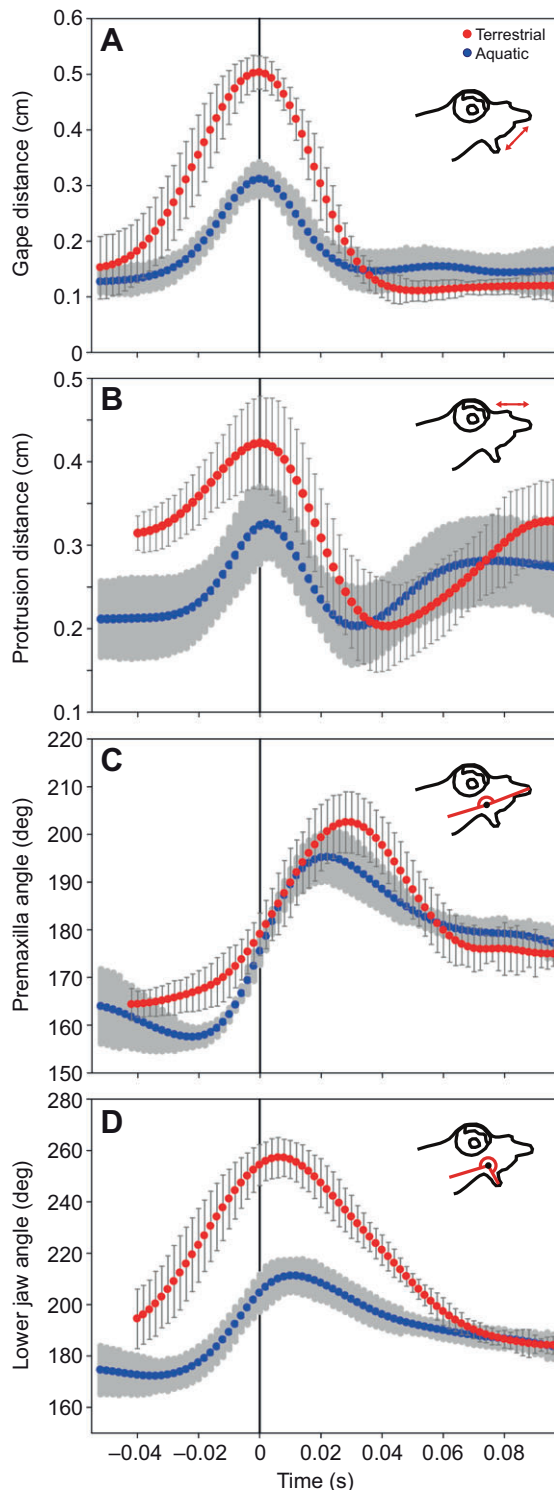 A
Terrestrial
Aquatic
0.6
0.5
0.4
0.3
0.2
0.1
0
Gape distance (cm)
B
0.5
0.4
0.3
0.2
0.1
Protrusion distance (cm)
C
220
210
200
190
180
170
160
150
Premaxilla angle (deg)
D
280
260
240
220
200
180
160
Lower jaw angle (deg)
–0.04 –0.02 0 0.02 0.04 0.06 0.08
Time (s)